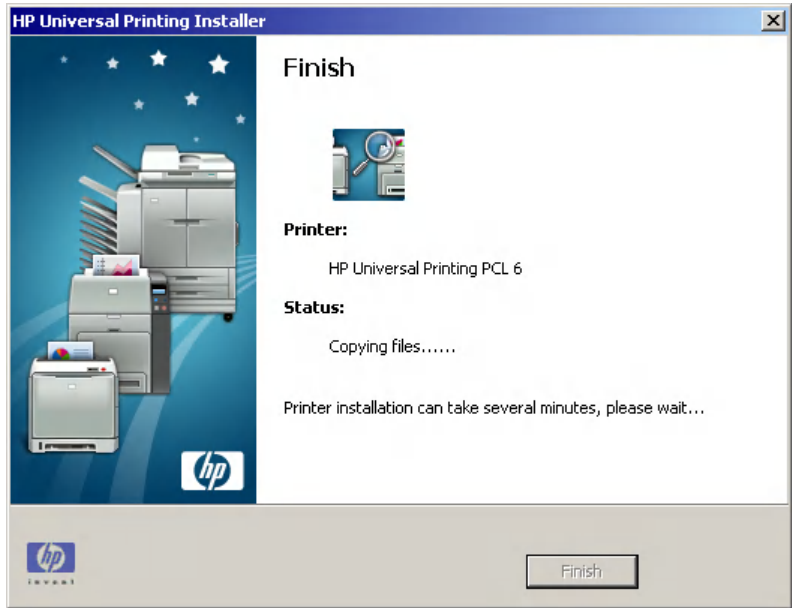 HP Universal Printing Installer
Finish
Printer:
HP Universal Printing PCL 6
Status:
Copying files......
Printer installation can take several minutes, please wait...
hp
hp
invent
Finish